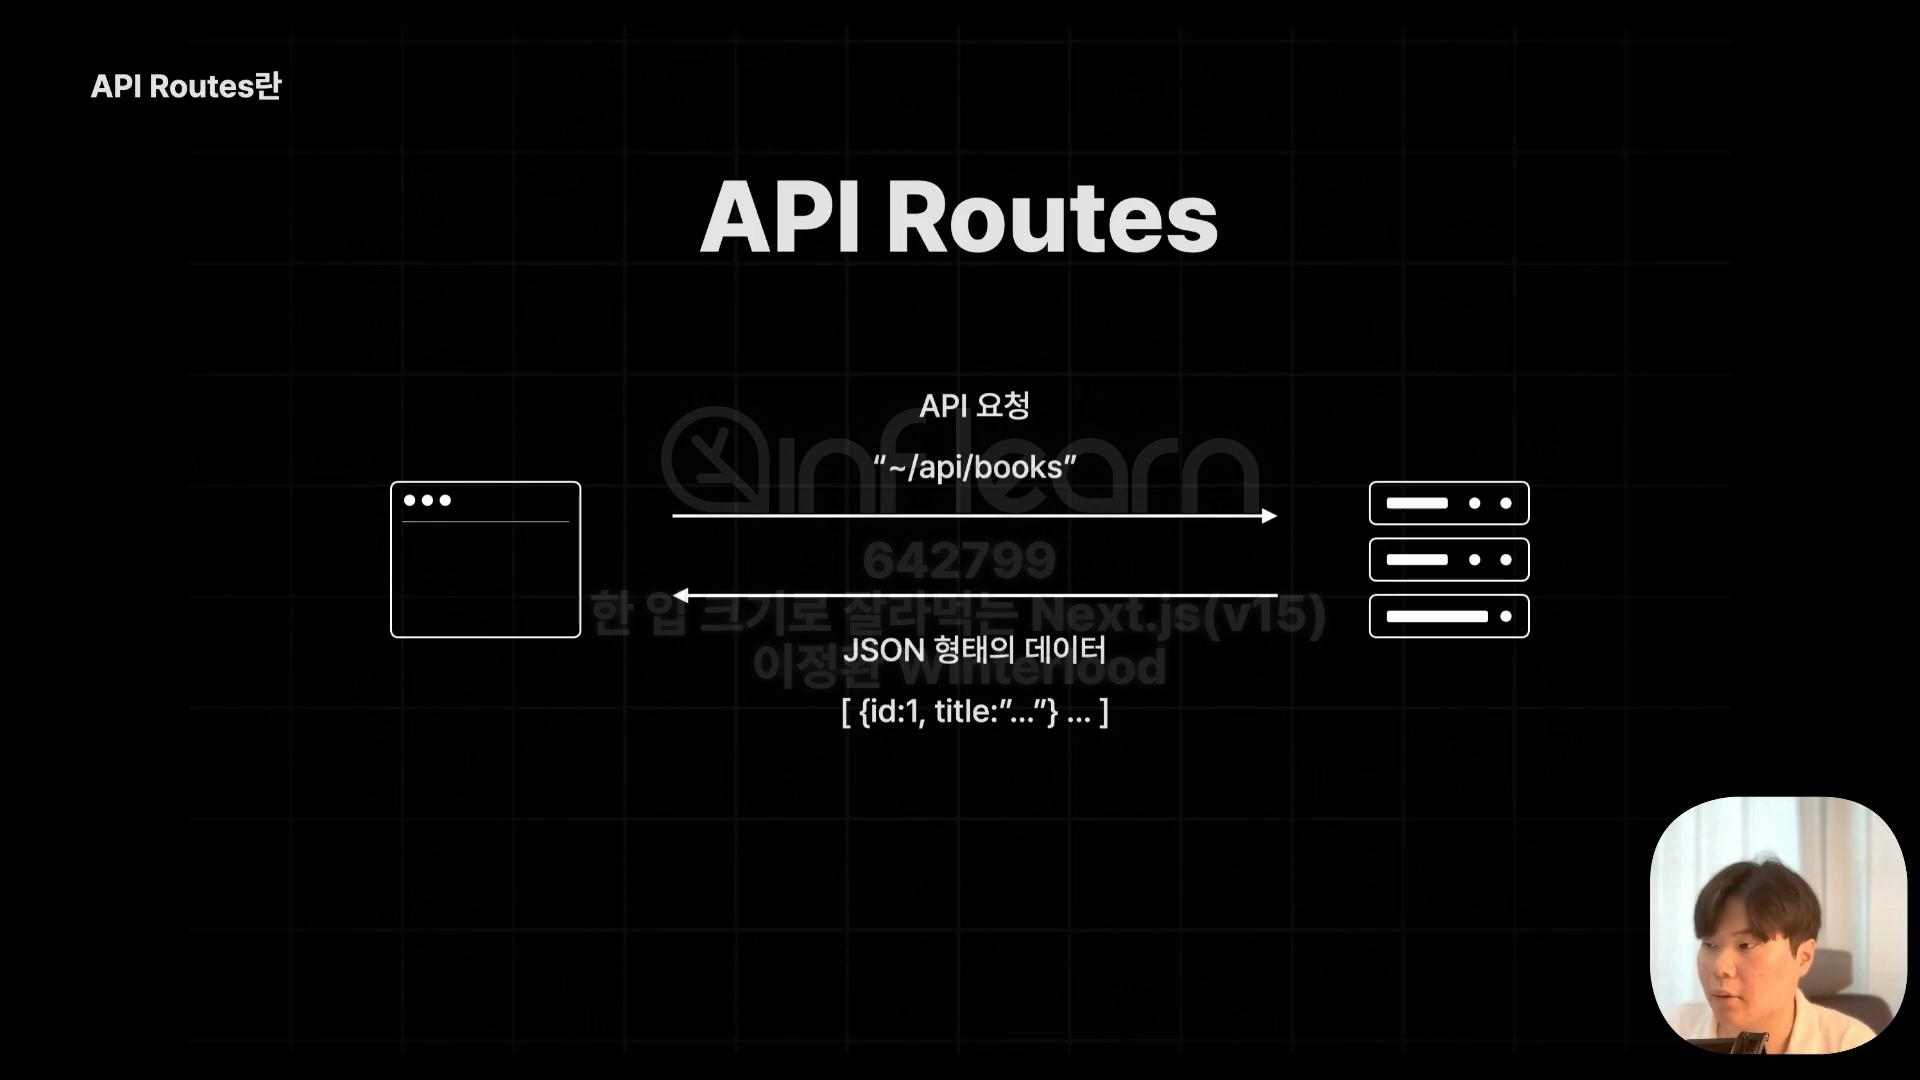 API Routes란
API Routes
API 요청
“~/api/books”
inflearn
642799
한 입 크기로 잘라먹는 Next.js(v15)
JSON 형태의 데이터
이정환 Winterlood
[ {id:1, title:”...”} ... ]